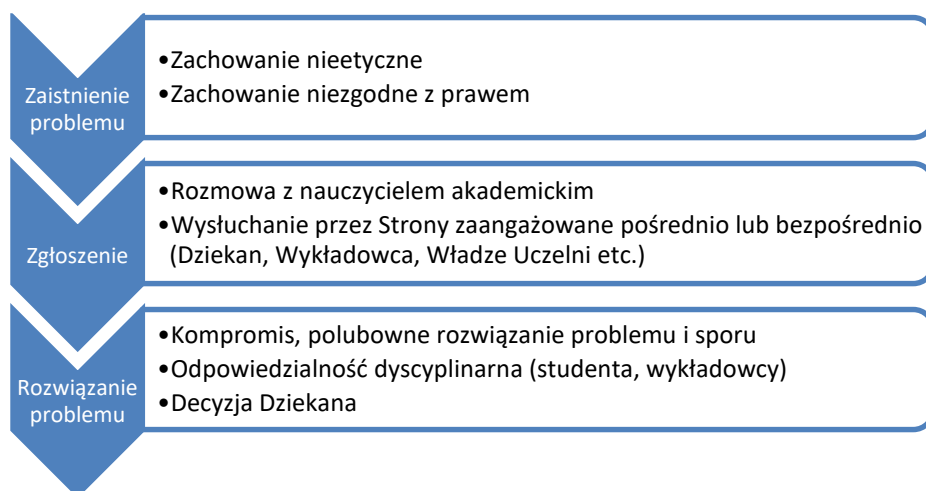 Zaistnienie
problemu
•Zachowanie nieetyczne
•Zachowanie niezgodne z prawem
Zgłoszenie
•Rozmowa z nauczycielem akademickim
•Wysłuchanie przez Strony zaangażowane pośrednio lub bezpośrednio
(Dziekan, Wykładowca, Władze Uczelni etc.)
Rozwiązanie
problemu
•Kompromis, polubowne rozwiązanie problemu i sporu
•Odpowiedzialność dyscyplinarna (studenta, wykładowcy)
•Decyzja Dziekana